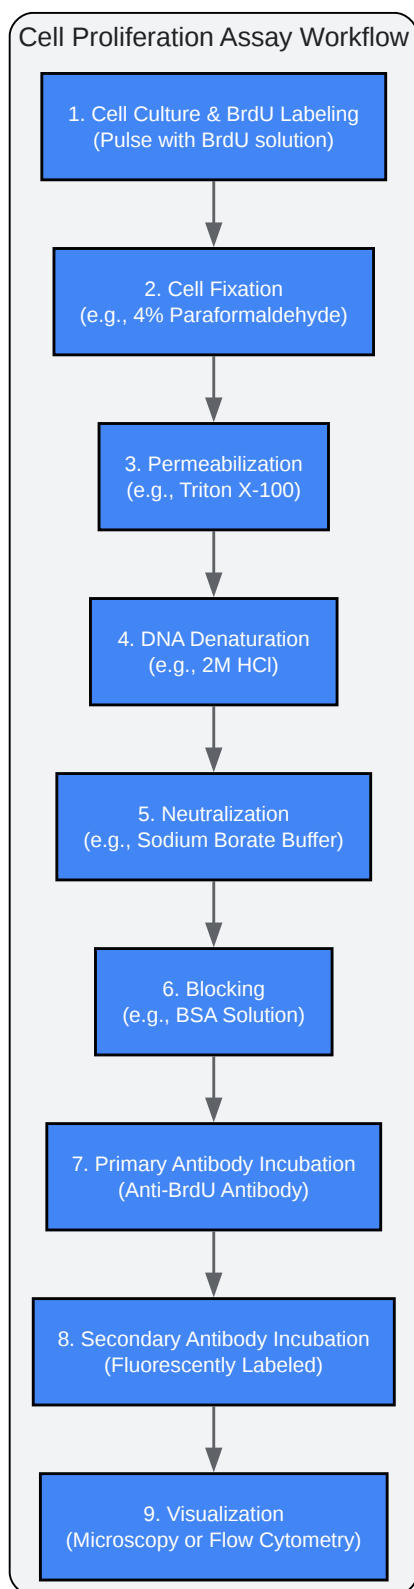 Cell Proliferation Assay Workflow
1. Cell Culture & BrdU Labeling
(Pulse with BrdU solution)
2. Cell Fixation
(e.g., 4% Paraformaldehyde)
3. Permeabilization
(e.g., Triton X-100)
4. DNA Denaturation
(e.g., 2M HCl)
5. Neutralization
(e.g., Sodium Borate Buffer)
6. Blocking
(e.g., BSA Solution)
7. Primary Antibody Incubation
(Anti-BrdU Antibody)
8. Secondary Antibody Incubation
(Fluorescently Labeled)
9. Visualization
(Microscopy or Flow Cytometry)